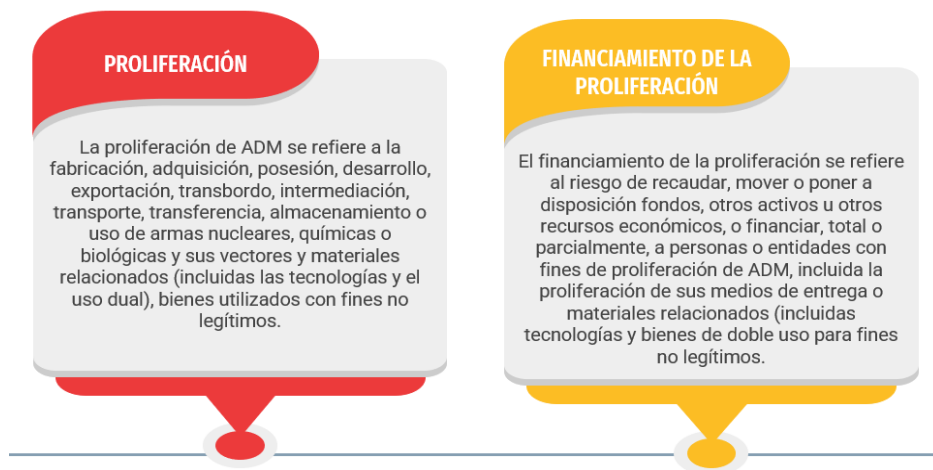 PROLIFERACIÓN
La proliferación de ADM se refiere a la
fabricación, adquisición, posesión, desarrollo,
exportación, transbordo, intermediación,
transporte, transferencia, almacenamiento o
uso de armas nucleares, químicas o
biológicas y sus vectores y materiales
relacionados (incluidas las tecnologías y el
uso dual), bienes utilizados con fines no
legítimos.
FINANCIAMIENTO DE LA
PROLIFERACIÓN
El financiamiento de la proliferación se refiere
al riesgo de recaudar, mover o poner a
disposición fondos, otros activos u otros
recursos económicos, o financiar, total o
parcialmente, a personas o entidades con
fines de proliferación de ADM, incluida la
proliferación de sus medios de entrega o
materiales relacionados (incluidas
tecnologías y bienes de doble uso para fines
no legítimos.